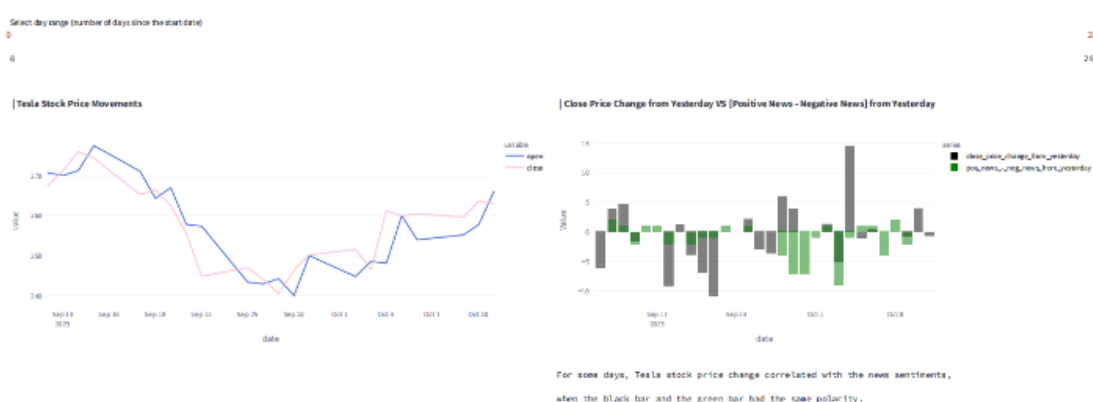 Select day range (number of days since the start date)
0
0
| Tesla Stock Price Movements
variable
open
close
270
260
250
240
value
Sep 13
2023
Sep 16
Sep 19
Sep 22
Sep 25
Sep 28
Oct 1
Oct 4
Oct 7
Oct 10
date
| Close Price Change from Yesterday VS [Positive News - Negative News] from Yesterday
series
close_price_change_from_yesterday
pos_news_-_neg_news_from_yesterday
15
10
5
0
−5
−10
Value
Sep 17
2023
Sep 24
Oct 1
Oct 8
date
For some days, Tesla stock price change correlated with the news sentiments,
when the black bar and the green bar had the same polarity.